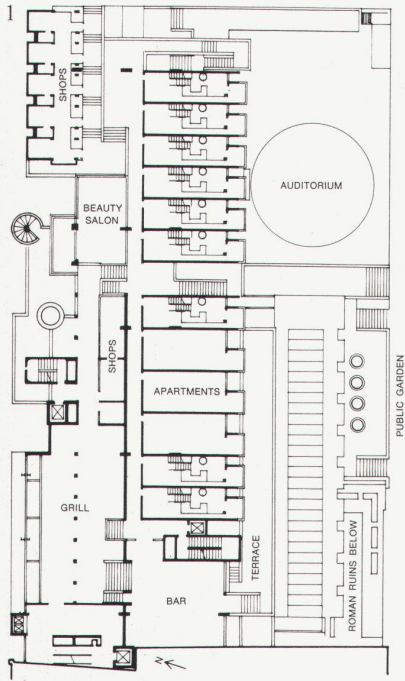 1
SHOPS
BEAUTY
SALON
AUDITORIUM
SHOPS
APARTMENTS
PUBLIC GARDEN
GRILL
TERRACE
ROMAN RUINS BELOW
BAR
N